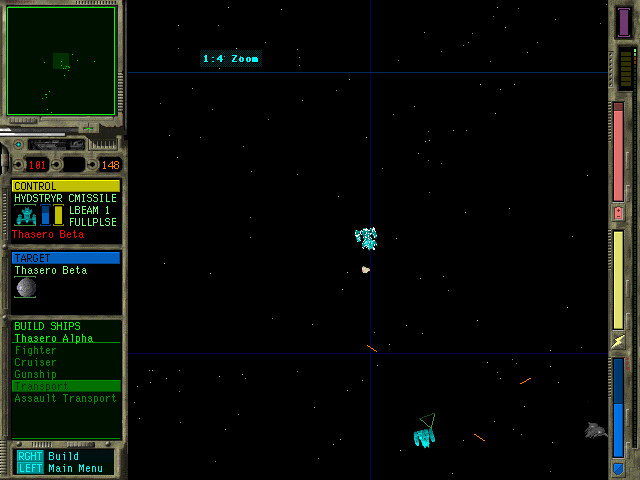 1:4 Zoom
101 148
CONTROL
HVDSTRYR CMISSILE
LBEAM 1
FULLPLSE
Thasero Beta
TARGET
Thasero Beta
BUILD SHIPS
Thasero Alpha
Fighter
Cruiser
Gunship
Transport
Assault Transport
RGHT Build
LEFT Main Menu